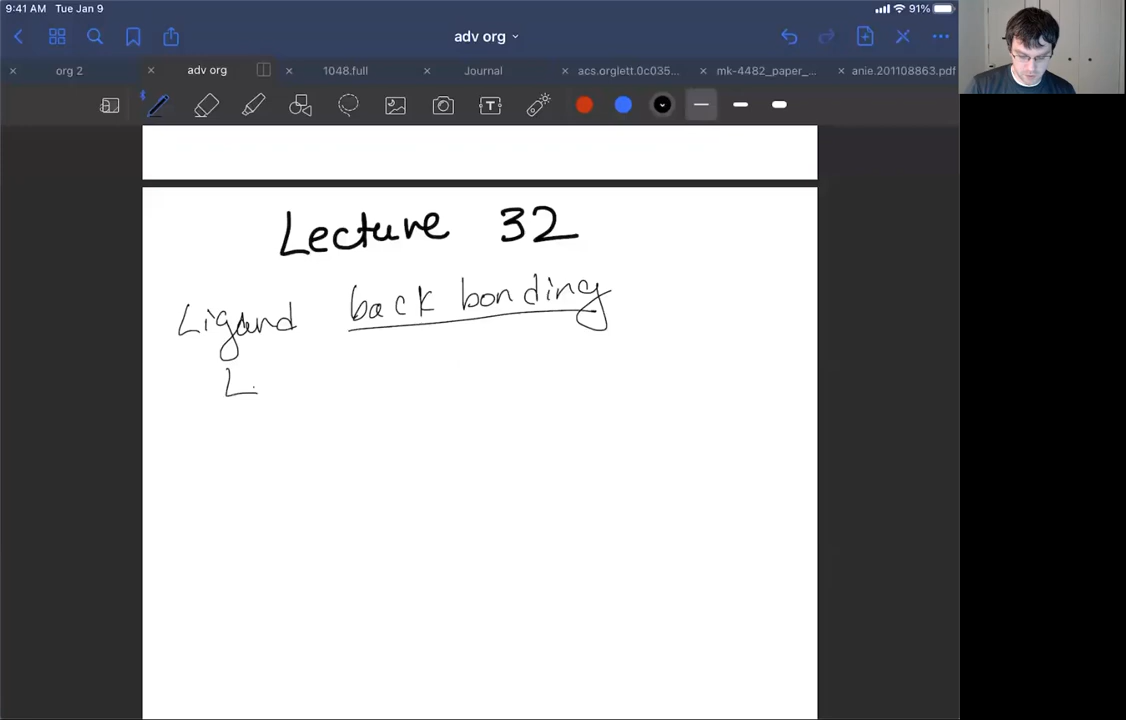 9:41 AM Tue Jan 9
91%
adv org
org 2
adv org
1048.full
Journal
acs.orglett.0c035...
mk-4482_paper_...
anie.201108863.pdf
T
Lecture 32
Ligand back bonding
L